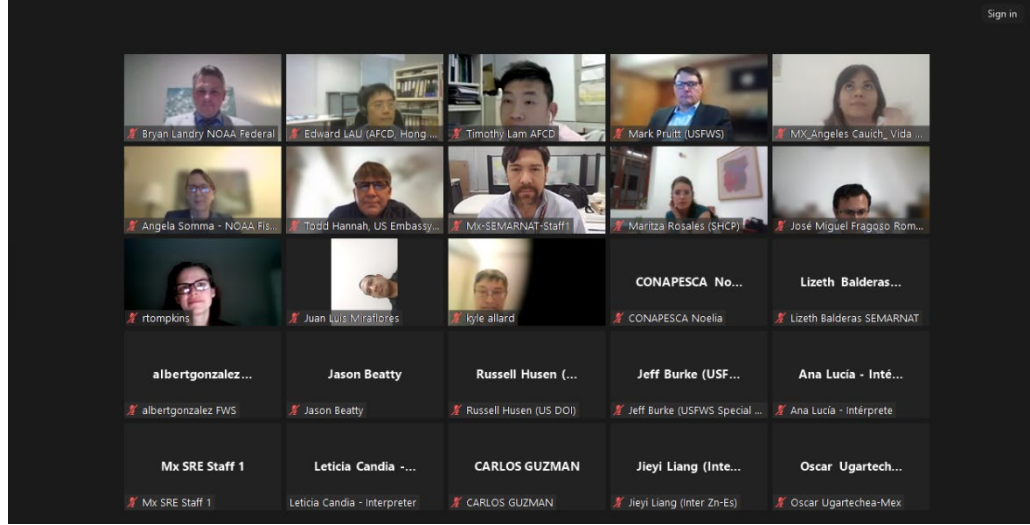 Sign in
Bryan Landry NOAA Federal
Edward LAU (AFCD, Hong ...
Timothy Lam AFCD
Mark Pruitt (USFWS)
MX_Angeles Cauich_ Vida ...
Angela Somma - NOAA Fis...
Todd Hannah, US Embassy...
Mx-SEMARNAT-Staff1
Maritza Rosales (SHCP)
José Miguel Fragoso Rom...
rtompkins
Juan Luis Miraflores
kyle allard
CONAPESCA No...
CONAPESCA Noelia
Lizeth Balderas...
Lizeth Balderas SEMARNAT
albertgonzalez...
albertgonzalez FWS
Jason Beatty
Jason Beatty
Russell Husen (...
Russell Husen (US DOI)
Jeff Burke (USF...
Jeff Burke (USFWS Special ...
Ana Lucía - Inté...
Ana Lucía - Intérprete
Mx SRE Staff 1
Mx SRE Staff 1
Leticia Candia -...
Leticia Candia - Interpreter
CARLOS GUZMAN
CARLOS GUZMAN
Jieyi Liang (Inte...
Jieyi Liang (Inter Zn-Es)
Oscar Ugartech...
Oscar Ugartechea-Mex